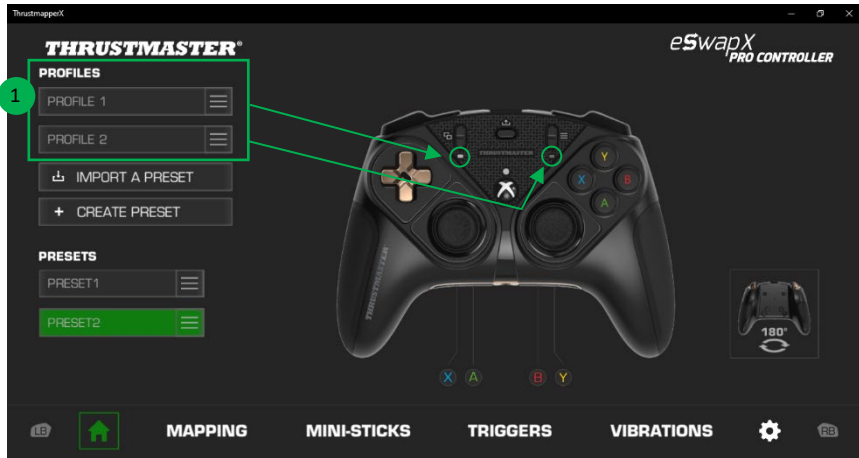 ThrustmapperX
THRUSTMASTER®
eSwapX
PRO CONTROLLER
PROFILES
1
PROFILE 1
PROFILE 2
IMPORT A PRESET
+ CREATE PRESET
PRESETS
PRESET1
PRESET2
THRUSTMASTER
Y
X
B
A
THRUSTMASTER
180°
X A B Y
LB
MAPPING
MINI-STICKS
TRIGGERS
VIBRATIONS
RB